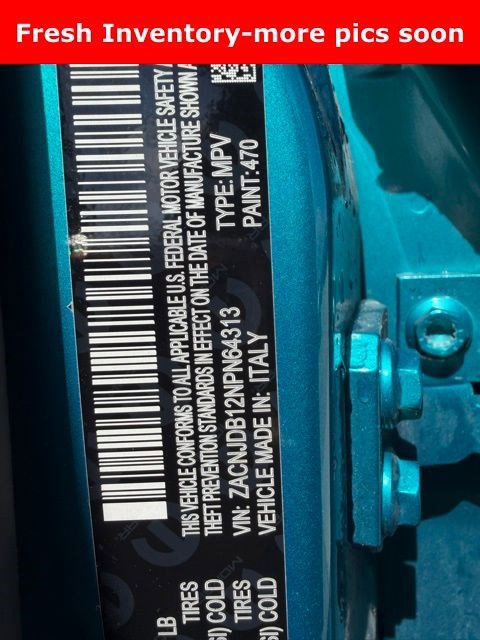 Fresh Inventory-more pics soon
THIS VEHICLE CONFORMS TO ALL APPLICABLE U.S. FEDERAL MOTOR VEHICLE SAFETY
THEFT PREVENTION STANDARDS IN EFFECT ON THE DATE OF MANUFACTURE SHOWN A
VIN: ZACNJDB12NPN64313 TYPE: MPV
VEHICLE MADE IN: ITALY PAINT:470
LB
TIRES
SI) COLD
TIRES
SI) COLD